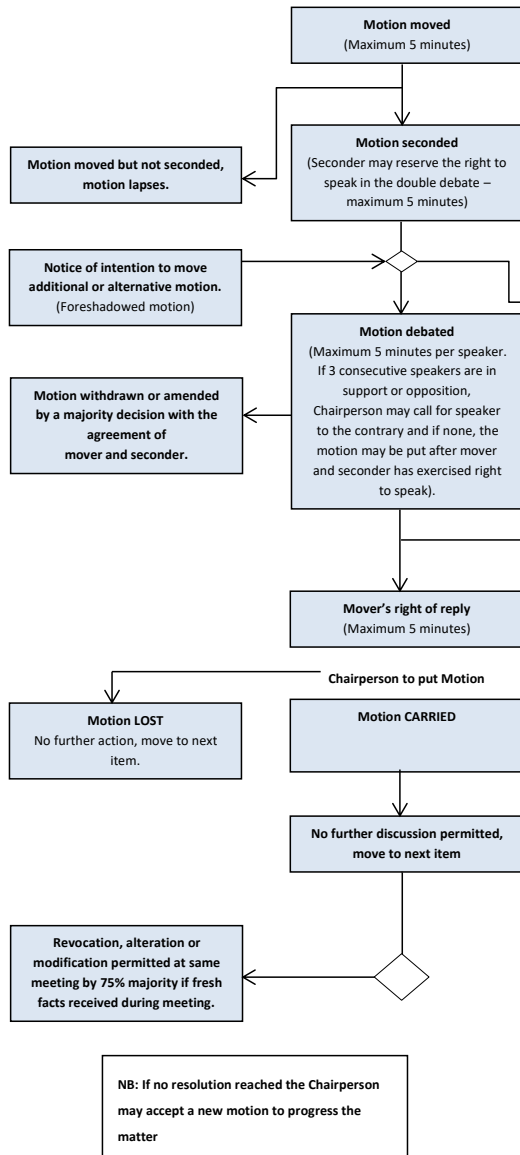 Motion moved
(Maximum 5 minutes)
Motion seconded
(Seconder may reserve the right to
speak in the double debate –
maximum 5 minutes)
Motion moved but not seconded,
motion lapses.
Notice of intention to move
additional or alternative motion.
(Foreshadowed motion)
Motion debated
(Maximum 5 minutes per speaker.
If 3 consecutive speakers are in
support or opposition,
Chairperson may call for speaker
to the contrary and if none, the
motion may be put after mover
and seconder has exercised right
to speak).
Motion withdrawn or amended
by a majority decision with the
agreement of
mover and seconder.
Mover's right of reply
(Maximum 5 minutes)
Chairperson to put Motion
Motion LOST
No further action, move to next
item.
Motion CARRIED
No further discussion permitted,
move to next item
Revocation, alteration or
modification permitted at same
meeting by 75% majority if fresh
facts received during meeting.
NB: If no resolution reached the Chairperson
may accept a new motion to progress the
matter